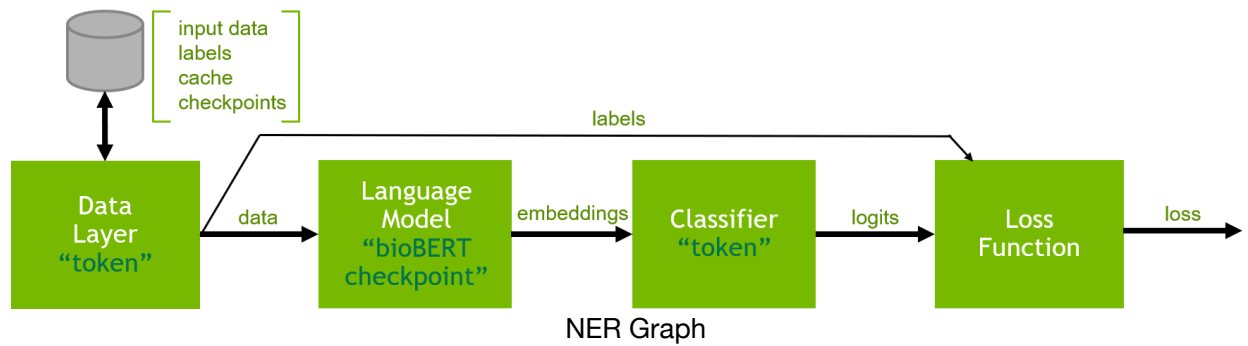 input data
labels
cache
checkpoints
labels
Data
Layer
“token”
data
Language
Model
“bioBERT
checkpoint”
embeddings
Classifier
“token”
logits
Loss
Function
loss
NER Graph